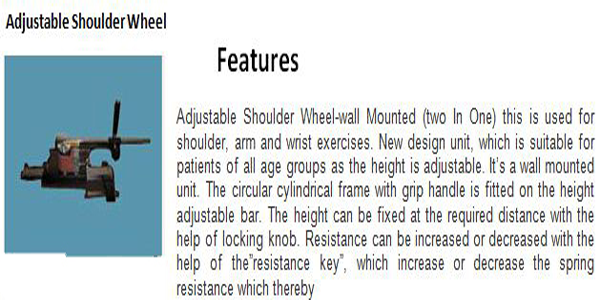 Adjustable Shoulder Wheel
Features
Adjustable Shoulder Wheel-wall Mounted (two In One) this is used for
shoulder, arm and wrist exercises. New design unit, which is suitable for
patients of all age groups as the height is adjustable. It's a wall mounted
unit. The circular cylindrical frame with grip handle is fitted on the height
adjustable bar. The height can be fixed at the required distance with the
help of locking knob. Resistance can be increased or decreased with the
help of the"resistance key", which increase or decrease the spring
resistance which thereby